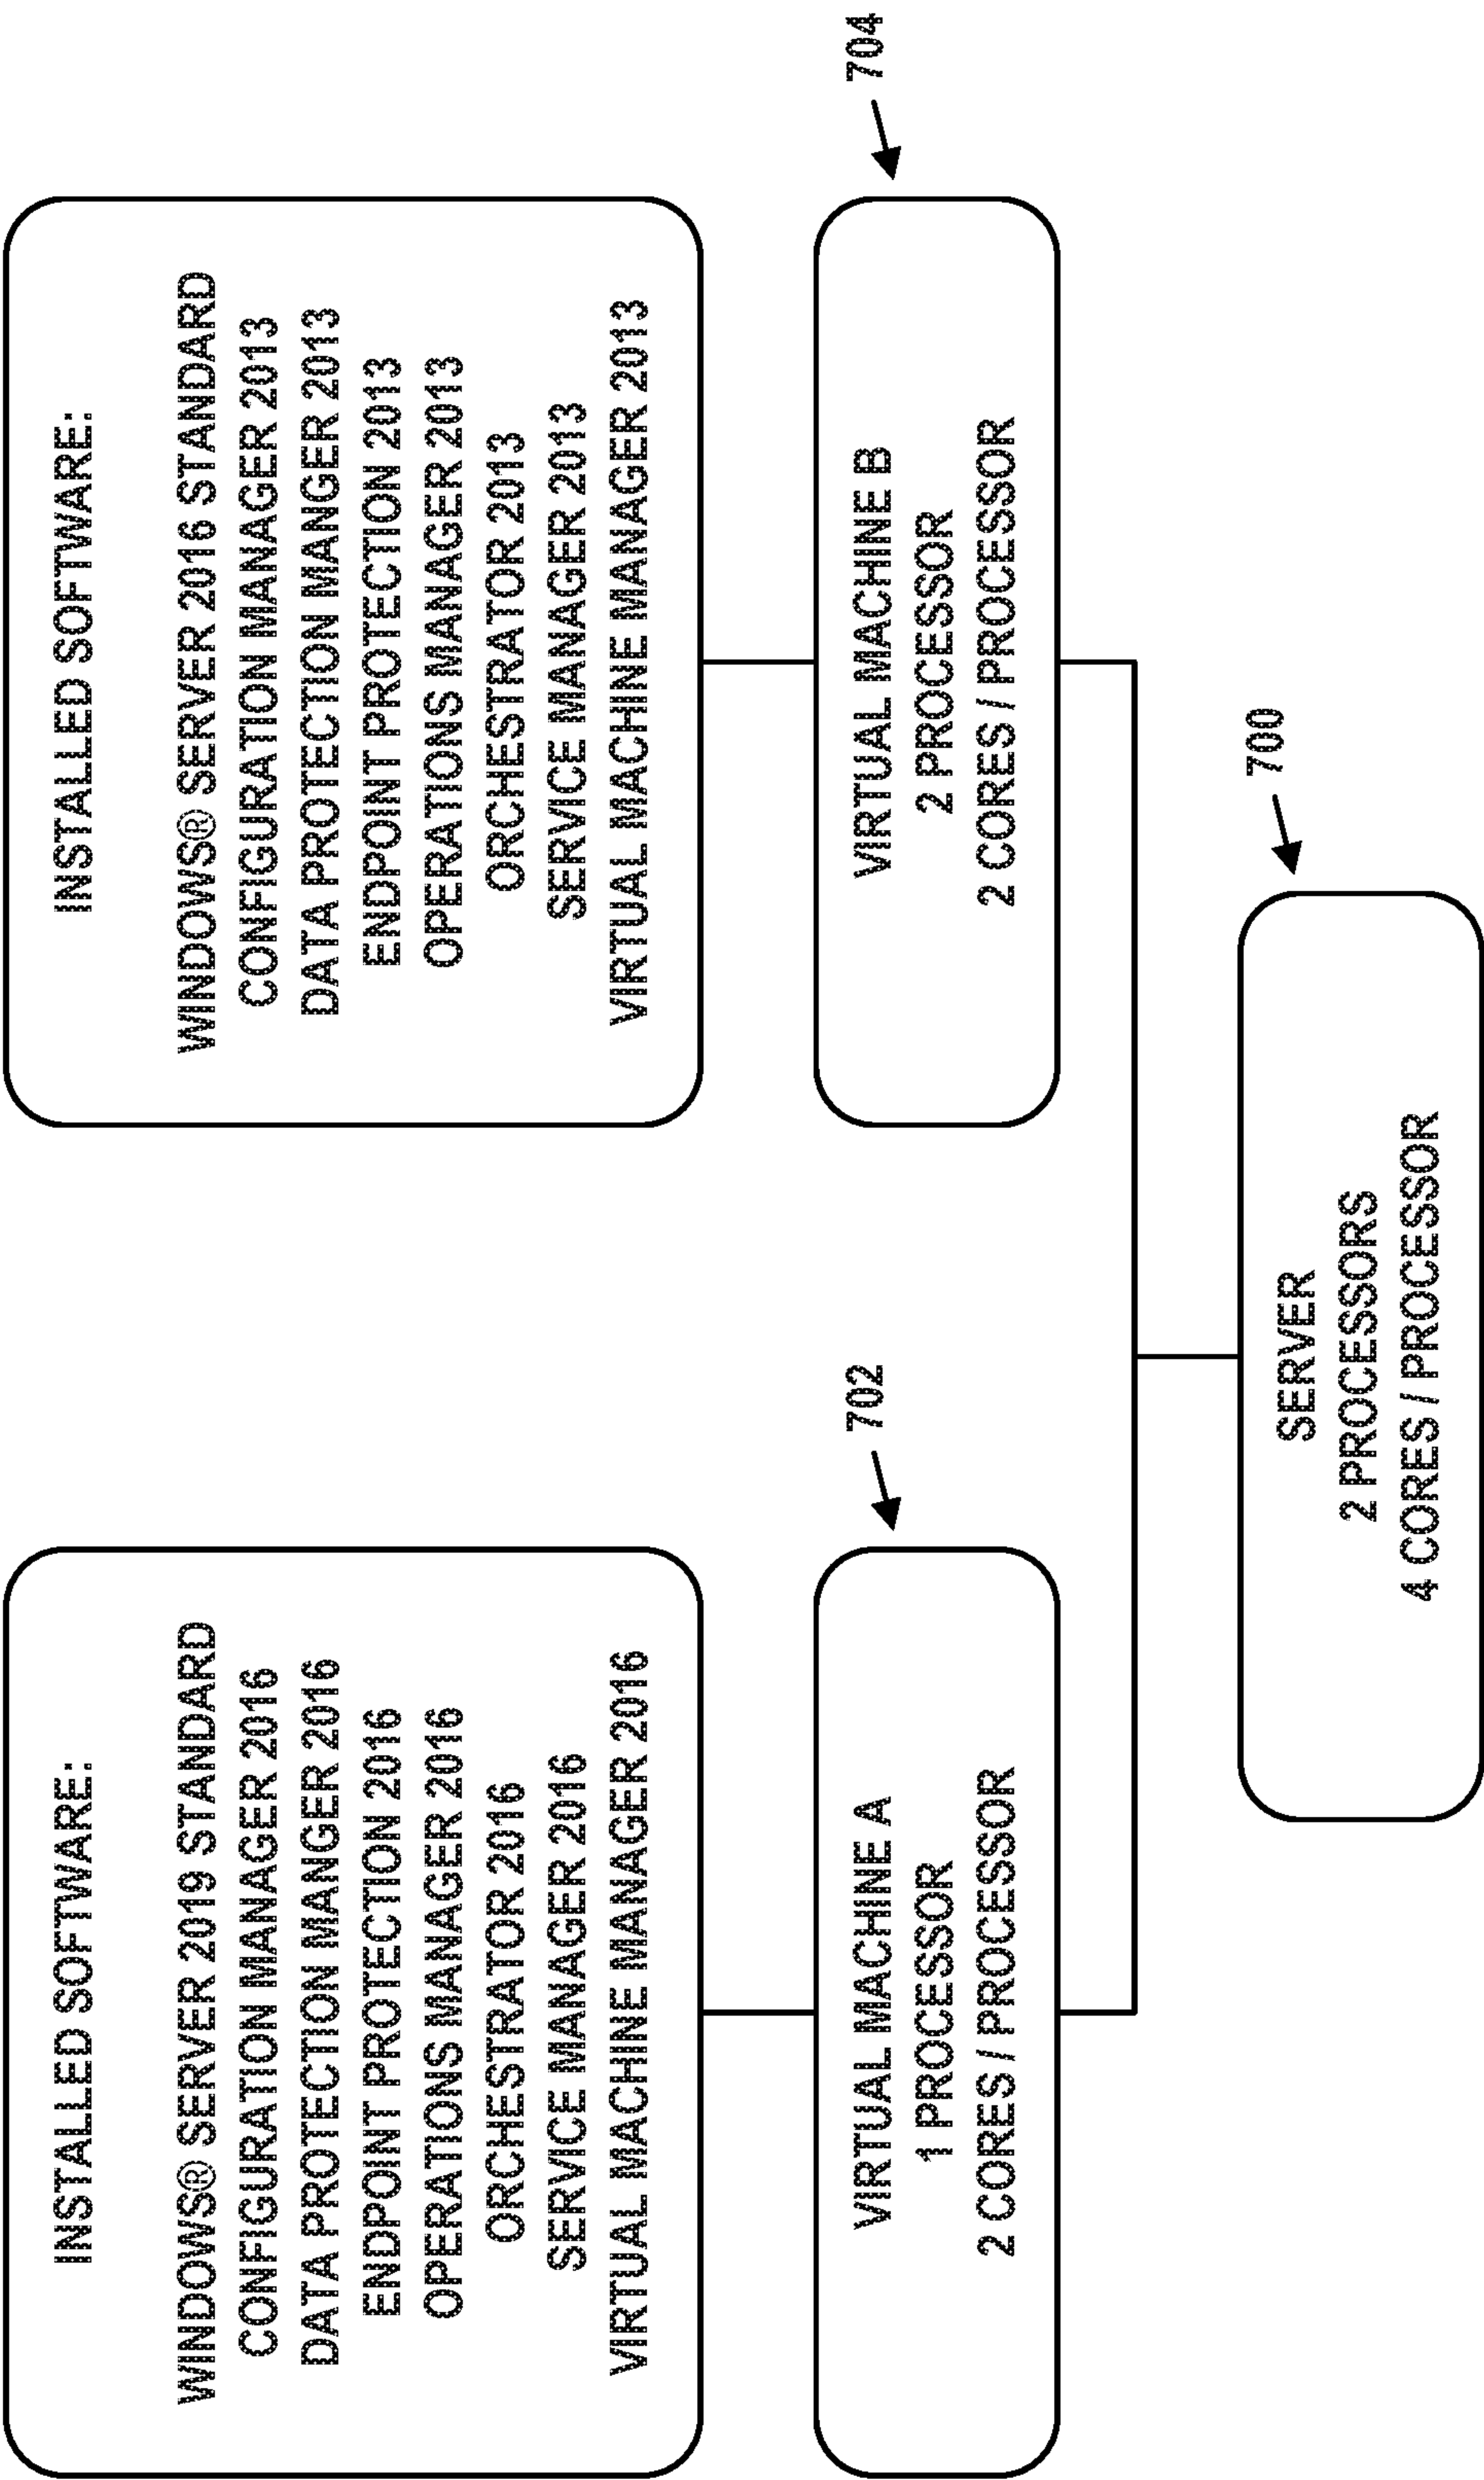 INSTALLED SOFTWARE:
WINDOWS® SERVER 2019 STANDARD
CONFIGURATION MANAGER 2016
DATA PROTECTION MANGER 2016
ENDPOINT PROTECTION 2016
OPERATIONS MANAGER 2016
ORCHESTRATOR 2016
SERVICE MANAGER 2016
VIRTUAL MACHINE MANAGER 2016
INSTALLED SOFTWARE:
WINDOWS® SERVER 2016 STANDARD
CONFIGURATION MANAGER 2013
DATA PROTECTION MANGER 2013
ENDPOINT PROTECTION 2013
OPERATIONS MANAGER 2013
ORCHESTRATOR 2013
SERVICE MANAGER 2013
VIRTUAL MACHINE MANAGER 2013
702
VIRTUAL MACHINE A
1 PROCESSOR
2 CORES / PROCESSOR
704
VIRTUAL MACHINE B
2 PROCESSOR
2 CORES / PROCESSOR
700
SERVER
2 PROCESSORS
4 CORES / PROCESSOR